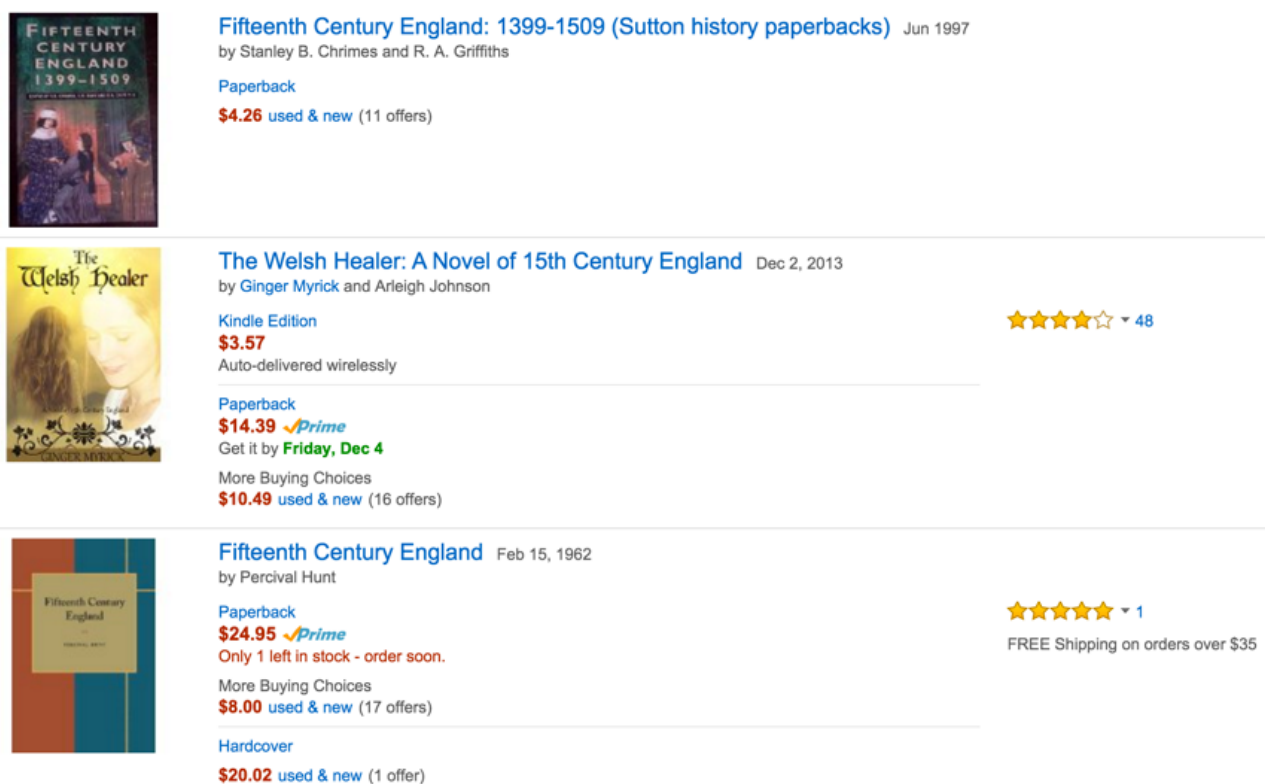 FIFTEENTH
CENTURY
ENGLAND
1399-1509
Fifteenth Century England: 1399-1509 (Sutton history paperbacks) Jun 1997
by Stanley B. Chrimes and R. A. Griffiths
Paperback
$4.26 used & new (11 offers)
The
Welsh Healer
GINGER MYRICK
The Welsh Healer: A Novel of 15th Century England Dec 2, 2013
by Ginger Myrick and Arleigh Johnson
Kindle Edition
$3.57
Auto-delivered wirelessly
48
Paperback
$14.39 Prime
Get it by Friday, Dec 4
More Buying Choices
$10.49 used & new (16 offers)
Fifteenth Century
England
Fifteenth Century England Feb 15, 1962
by Percival Hunt
Paperback
$24.95 Prime
Only 1 left in stock - order soon.
1
FREE Shipping on orders over $35
More Buying Choices
$8.00 used & new (17 offers)
Hardcover
$20.02 used & new (1 offer)